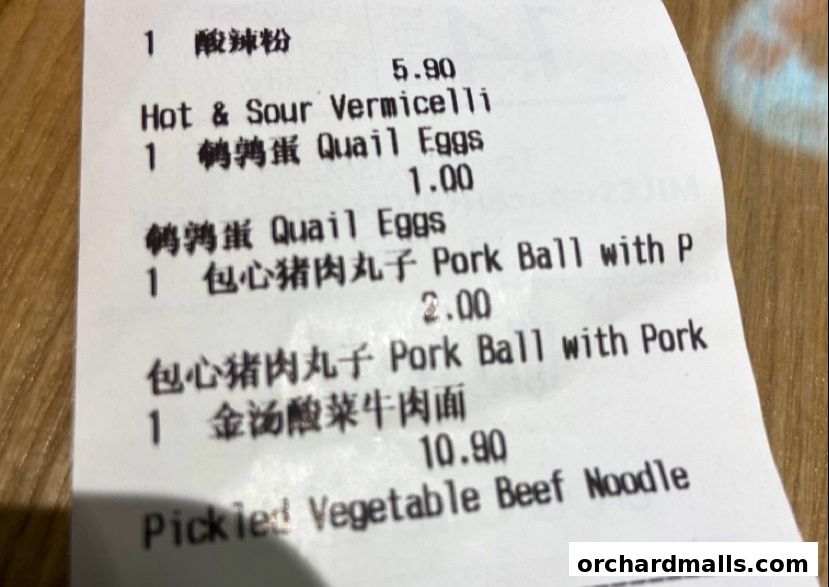 1 酸辣粉
5.90
Hot & Sour Vermicelli
1 鹌鹑蛋 Quail Eggs
1.00
鹌鹑蛋 Quail Eggs
1 包心猪肉丸子 Pork Ball with P
2.00
包心猪肉丸子 Pork Ball with Pork
1 金汤酸菜牛肉面
10.90
Pickled Vegetable Beef Noodle
orchardmalls.com